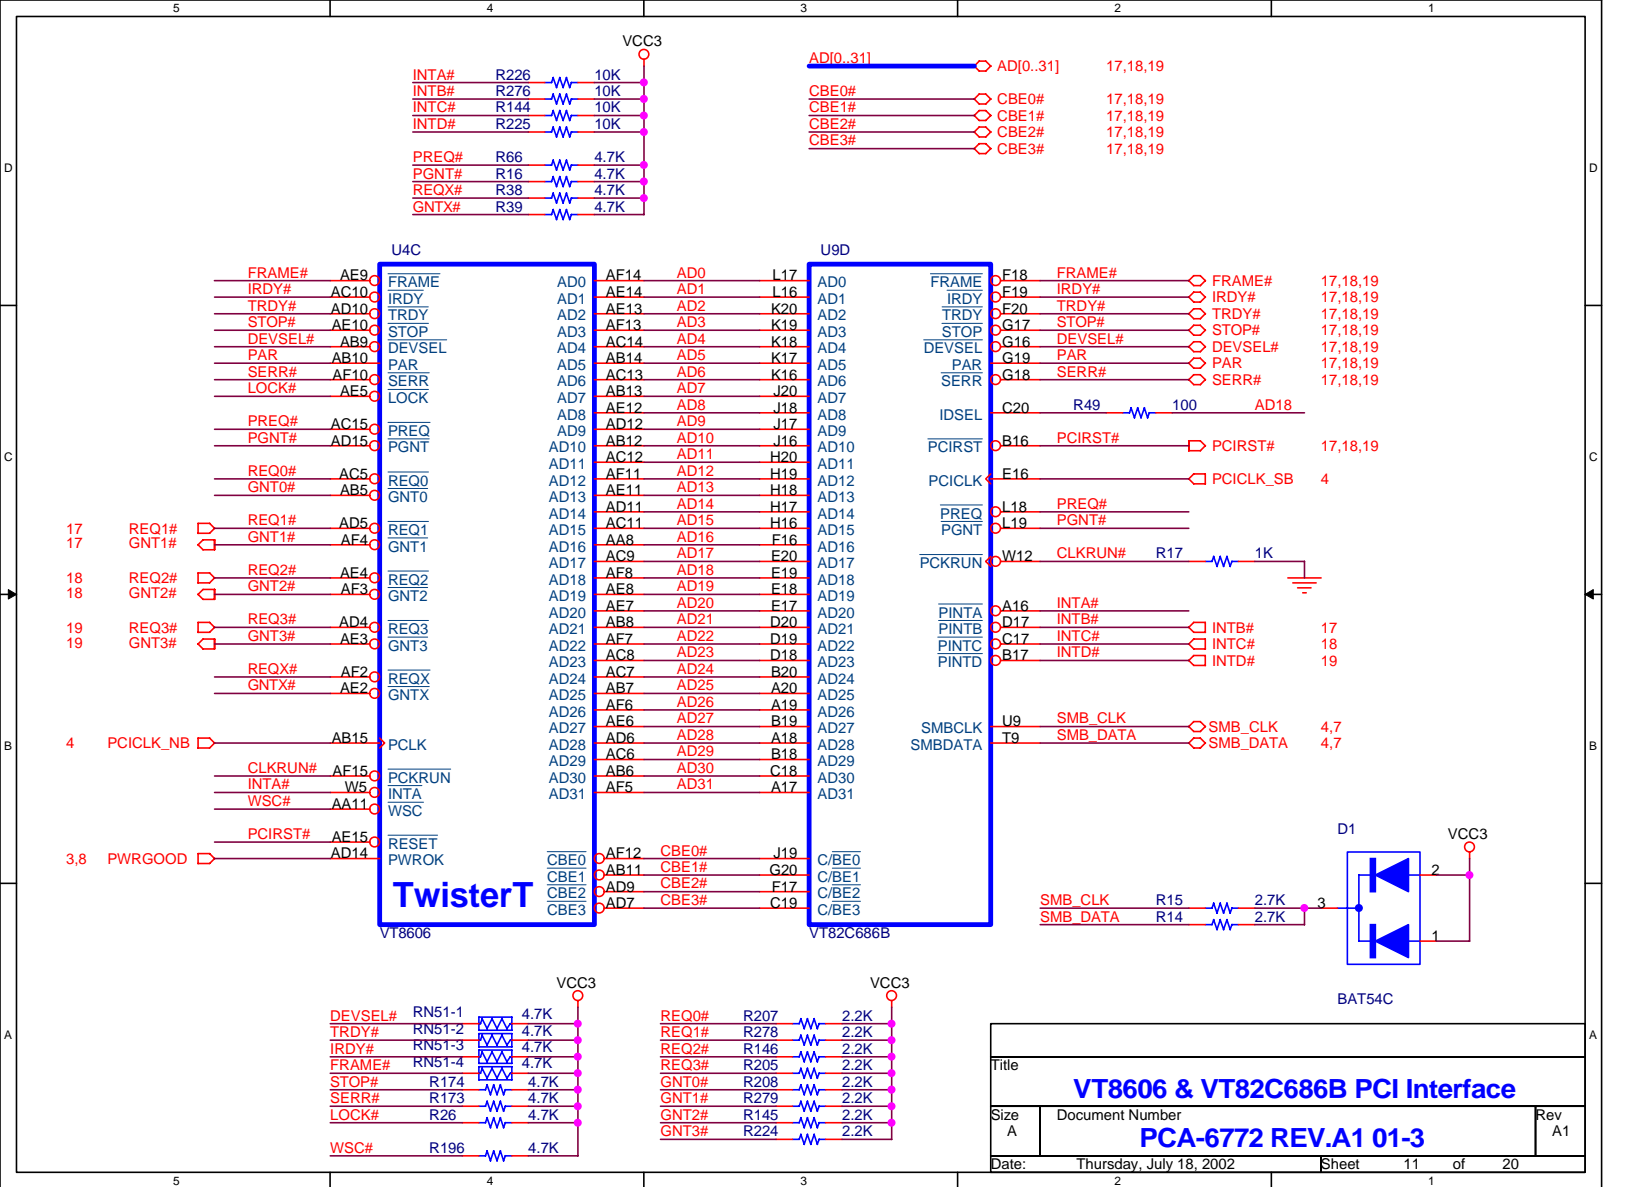 5 4 3 2 1
VCC3
INTA# R226 10K
INTB# R276 10K
INTC# R144 10K
INTD# R225 10K
PREQ# R66 4.7K
PGNT# R16 4.7K
REQX# R38 4.7K
GNTX# R39 4.7K
AD[0..31] AD[0..31] 17,18,19
CBE0# CBE0# 17,18,19
CBE1# CBE1# 17,18,19
CBE2# CBE2# 17,18,19
CBE3# CBE3# 17,18,19
D D
U4C
FRAME# AE9 FRAME
IRDY# AC10 IRDY
TRDY# AD10 TRDY
STOP# AE10 STOP
DEVSEL# AB9 DEVSEL
PAR AB10 PAR
SERR# AF10 SERR
LOCK# AE5 LOCK
PREQ# AC15 PREQ
PGNT# AD15 PGNT
REQ0# AC5 REQ0
GNT0# AB5 GNT0
17 REQ1# REQ1# AD5 REQ1
17 GNT1# GNT1# AF4 GNT1
18 REQ2# REQ2# AE4 REQ2
18 GNT2# GNT2# AF3 GNT2
19 REQ3# REQ3# AD4 REQ3
19 GNT3# GNT3# AE3 GNT3
REQX# AF2 REQX
GNTX# AE2 GNTX
4 PCICLK_NB AB15 PCLK
CLKRUN# AF15 PCKRUN
INTA# W5 INTA
WSC# AA11 WSC
PCIRST# AE15 RESET
3,8 PWRGOOD AD14 PWROK
TwisterT
VT8606
U9D
AD0 AF14 AD0 L17 AD0
AD1 AE14 AD1 L16 AD1
AD2 AE13 AD2 K20 AD2
AD3 AF13 AD3 K19 AD3
AD4 AC14 AD4 K18 AD4
AD5 AB14 AD5 K17 AD5
AD6 AC13 AD6 K16 AD6
AD7 AB13 AD7 J20 AD7
AD8 AE12 AD8 J18 AD8
AD9 AD12 AD9 J17 AD9
AD10 AB12 AD10 J16 AD10
AD11 AC12 AD11 H20 AD11
AD12 AF11 AD12 H19 AD12
AD13 AE11 AD13 H18 AD13
AD14 AD11 AD14 H17 AD14
AD15 AC11 AD15 H16 AD15
AD16 AA8 AD16 F16 AD16
AD17 AC9 AD17 E20 AD17
AD18 AF8 AD18 E19 AD18
AD19 AE8 AD19 E18 AD19
AD20 AE7 AD20 E17 AD20
AD21 AB8 AD21 D20 AD21
AD22 AF7 AD22 D19 AD22
AD23 AC8 AD23 D18 AD23
AD24 AC7 AD24 B20 AD24
AD25 AB7 AD25 A20 AD25
AD26 AF6 AD26 A19 AD26
AD27 AE6 AD27 B19 AD27
AD28 AD6 AD28 A18 AD28
AD29 AC6 AD29 B18 AD29
AD30 AB6 AD30 C18 AD30
AD31 AF5 AD31 A17 AD31
CBE0 AF12 CBE0# J19 C/BE0
CBE1 AB11 CBE1# G20 C/BE1
CBE2 AD9 CBE2# F17 C/BE2
CBE3 AD7 CBE3# C19 C/BE3
VT82C686B
FRAME F18 FRAME# FRAME# 17,18,19
IRDY F19 IRDY# IRDY# 17,18,19
TRDY F20 TRDY# TRDY# 17,18,19
STOP G17 STOP# STOP# 17,18,19
DEVSEL G16 DEVSEL# DEVSEL# 17,18,19
PAR G19 PAR PAR 17,18,19
SERR G18 SERR# SERR# 17,18,19
IDSEL C20 R49 100 AD18
PCIRST B16 PCIRST# PCIRST# 17,18,19
PCICLK E16 PCICLK_SB 4
PREQ L18 PREQ#
PGNT L19 PGNT#
PCKRUN W12 CLKRUN# R17 1K
PINTA A16 INTA#
PINTB D17 INTB# INTB# 17
PINTC C17 INTC# INTC# 18
PINTD B17 INTD# INTD# 19
SMBCLK U9 SMB_CLK SMB_CLK 4,7
SMBDATA T9 SMB_DATA SMB_DATA 4,7
C C
B B
D1 VCC3
SMB_CLK R15 2.7K 3 2
SMB_DATA R14 2.7K 1
BAT54C
VCC3
DEVSEL# RN51-1 4.7K
TRDY# RN51-2 4.7K
IRDY# RN51-3 4.7K
FRAME# RN51-4 4.7K
STOP# R174 4.7K
SERR# R173 4.7K
LOCK# R26 4.7K
WSC# R196 4.7K
VCC3
REQ0# R207 2.2K
REQ1# R278 2.2K
REQ2# R146 2.2K
REQ3# R205 2.2K
GNT0# R208 2.2K
GNT1# R279 2.2K
GNT2# R145 2.2K
GNT3# R224 2.2K
A A
Title
VT8606 & VT82C686B PCI Interface
Size Document Number Rev
A PCA-6772 REV.A1 01-3 A1
Date: Thursday, July 18, 2002 Sheet 11 of 20
5 4 3 2 1